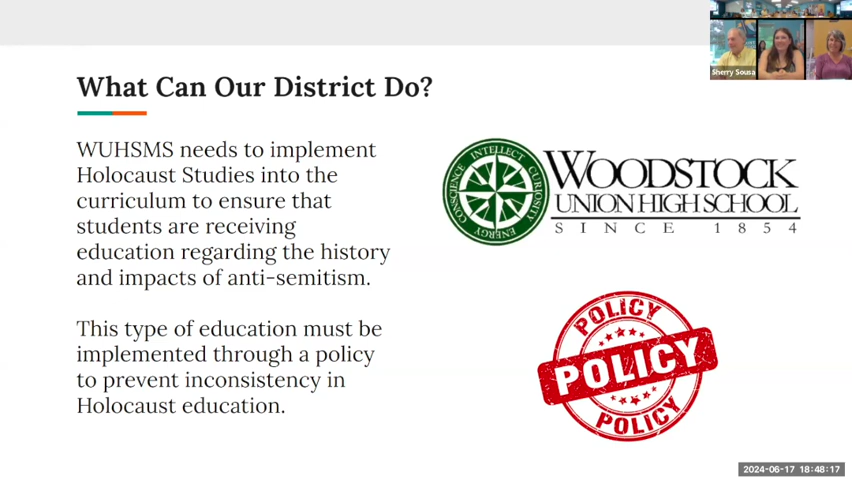 Sherry Sousa
What Can Our District Do?
WUHSMS needs to implement
Holocaust Studies into the
curriculum to ensure that
students are receiving
education regarding the history
and impacts of anti-semitism.
This type of education must be
implemented through a policy
to prevent inconsistency in
Holocaust education.
CONSCIENCE INTELLECT CURIOSITY ENERGY
WOODSTOCK
UNION HIGH SCHOOL
SINCE 1854
POLICY
POLICY
POLICY
2024-06-17 18:48:17